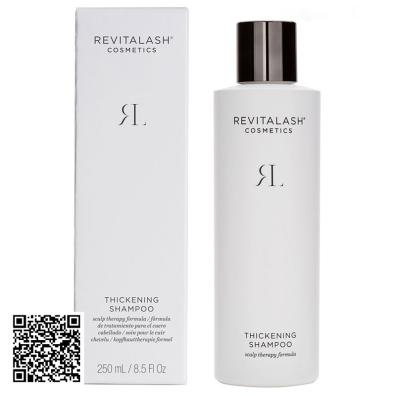 REVITALASH®
COSMETICS
RL
THICKENING
SHAMPOO
scalp therapy formula / fórmula
de tratamiento para el cuero
cabelludo / soin pour le cuir
chevelu / kopfhauttherapie formel
250 mL / 8.5 Fl Oz
REVITALASH®
COSMETICS
RL
THICKENING
SHAMPOO
scalp therapy formula